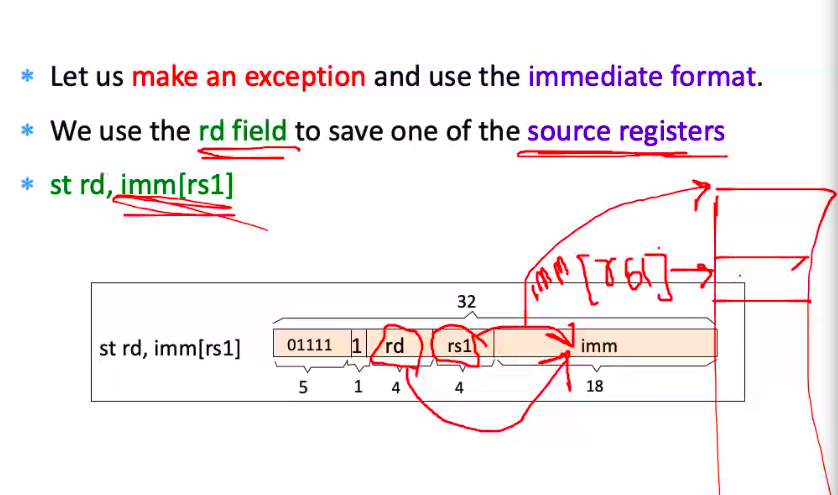 * Let us make an exception and use the immediate format.
* We use the rd field to save one of the source registers
* st rd, imm[rs1]
imm [rs1]
32
st rd, imm[rs1] 01111 1 rd rs1 imm
5 1 4 4 18